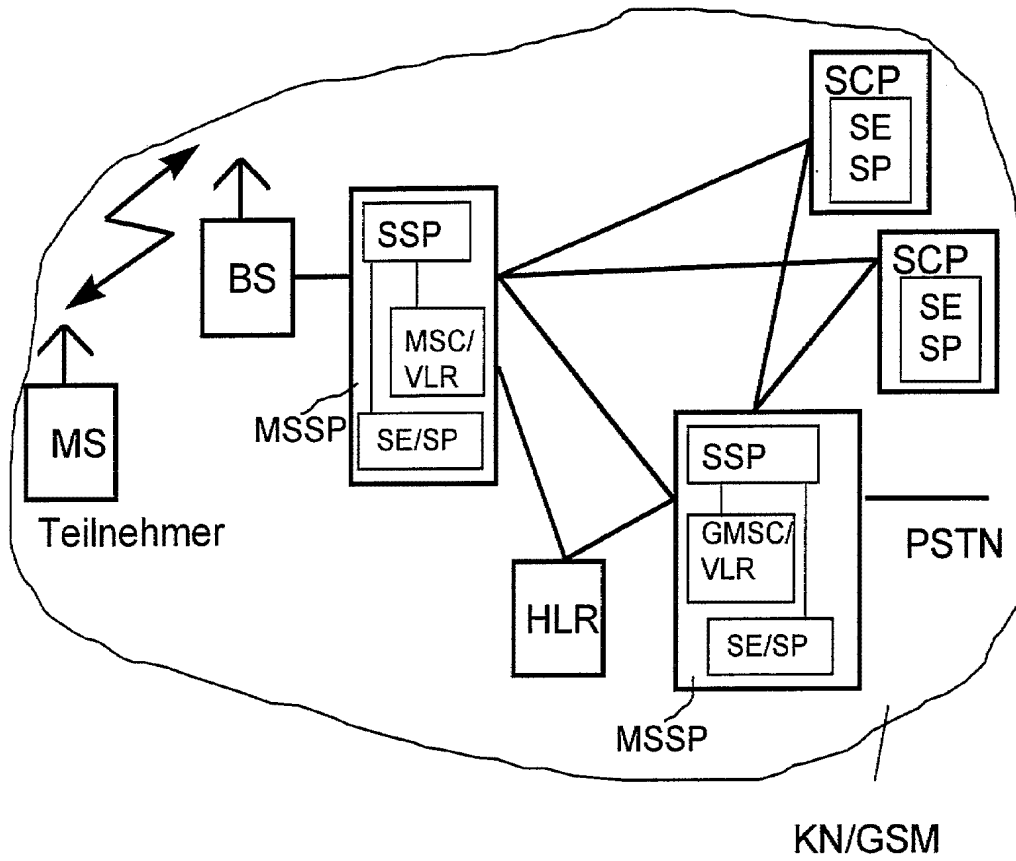 SCP
SE
SP
SCP
SE
SP
SSP
BS
MSC/
VLR
MSSP
SE/SP
MS
Teilnehmer
SSP
GMSC/
VLR
PSTN
HLR
SE/SP
MSSP
KN/GSM